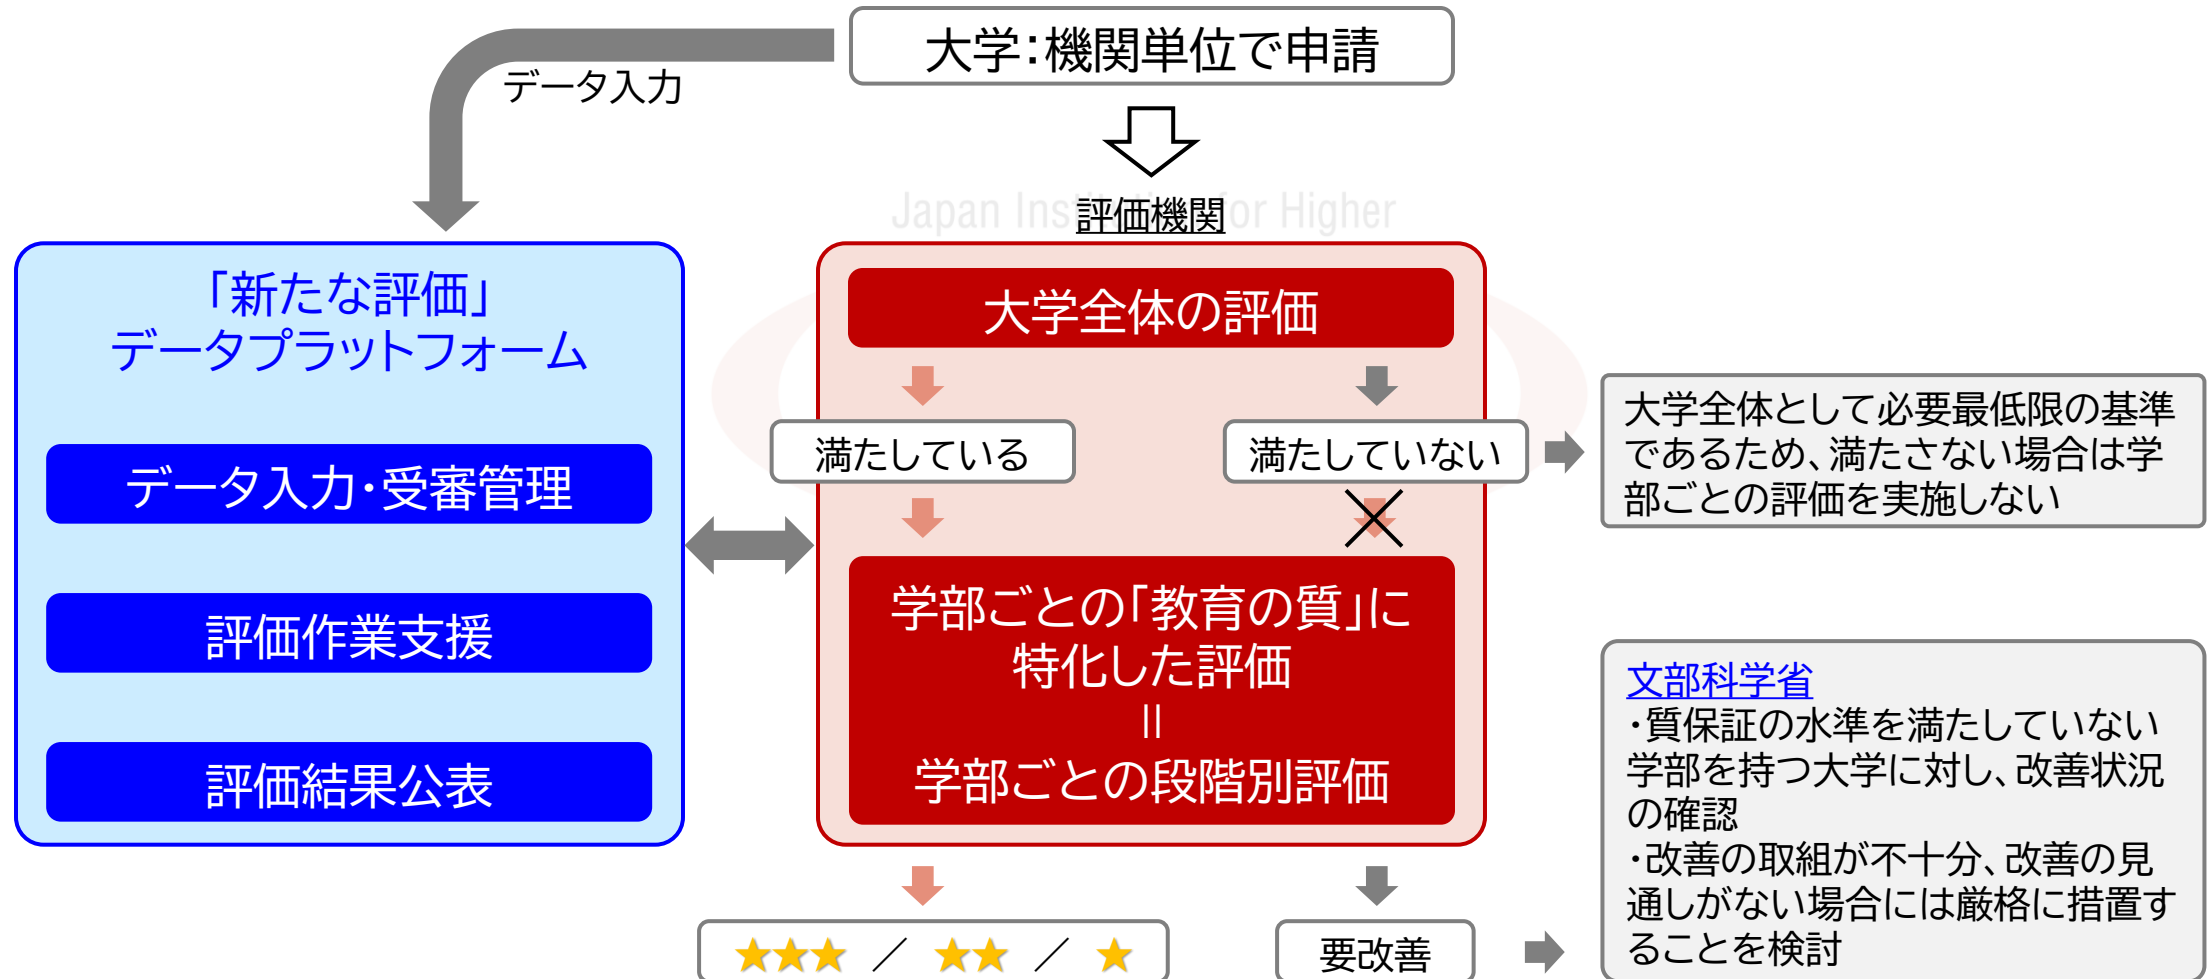 大学：機関単位で申請
データ入力
Japan Inst
for Higher
評価機関
「新たな評価」
データプラットフォーム
データ入力・受審管理
評価作業支援
評価結果公表
大学全体の評価
満たしている
満たしていない
大学全体として必要最低限の基準
であるため、満たさない場合は学
部ごとの評価を実施しない
学部ごとの「教育の質」に
特化した評価
＝
学部ごとの段階別評価
★★★ ／ ★★ ／ ★
要改善
文部科学省
・質保証の水準を満たしていない
学部を持つ大学に対し、改善状況
の確認
・改善の取組が不十分、改善の見
通しがない場合には厳格に措置す
ることを検討